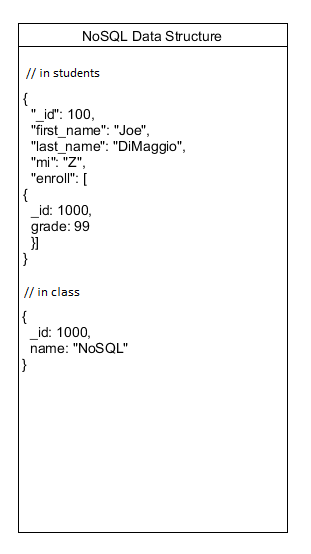 NoSQL Data Structure
// in students
{
"_id": 100,
"first_name": "Joe",
"last_name": "DiMaggio",
"mi": "Z",
"enroll": [
{
_id: 1000,
grade: 99
}]
}
// in class
{
_id: 1000,
name: "NoSQL"
}